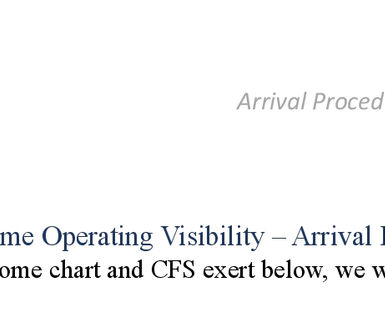 Arrival Proced
me Operating Visibility – Arrival
ome chart and CFS exert below, we w